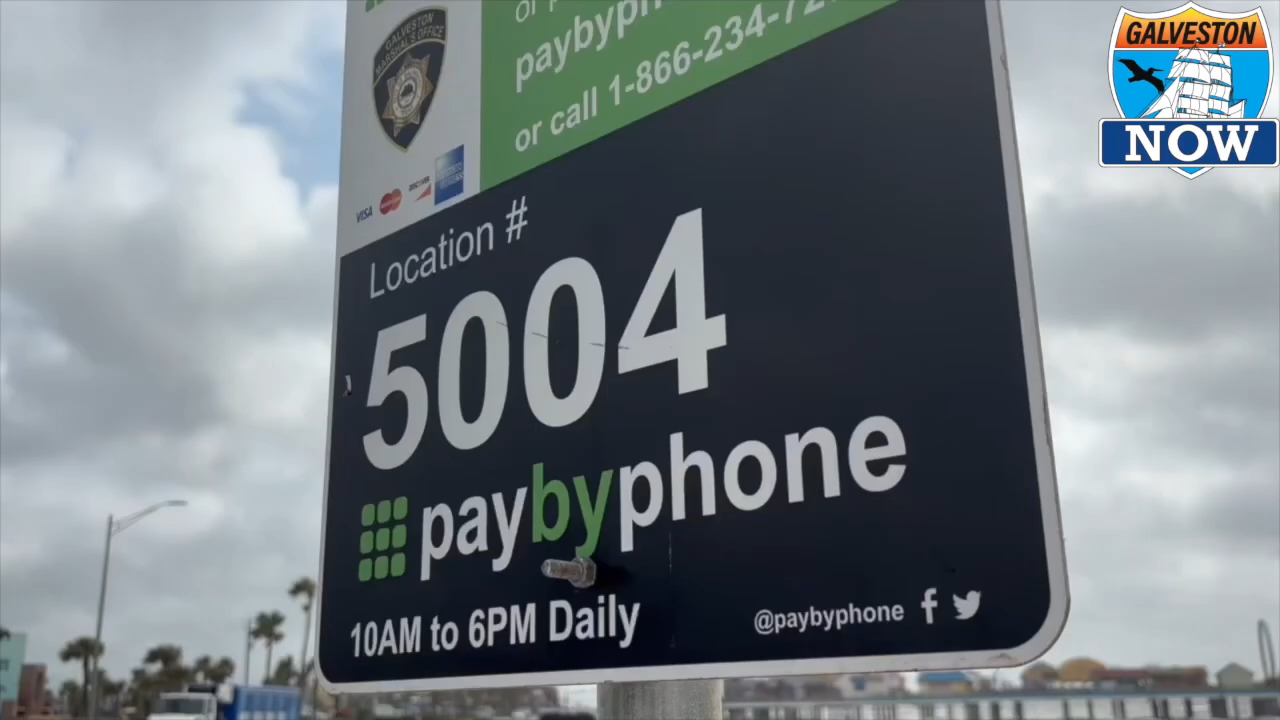 GALVESTON
NOW
GALVESTON
MARSHAL'S OFFICE
or call 1-866-234-72
VISA
DISCOVER
Location #
5004
paybyphone
10AM to 6PM Daily
@paybyphone